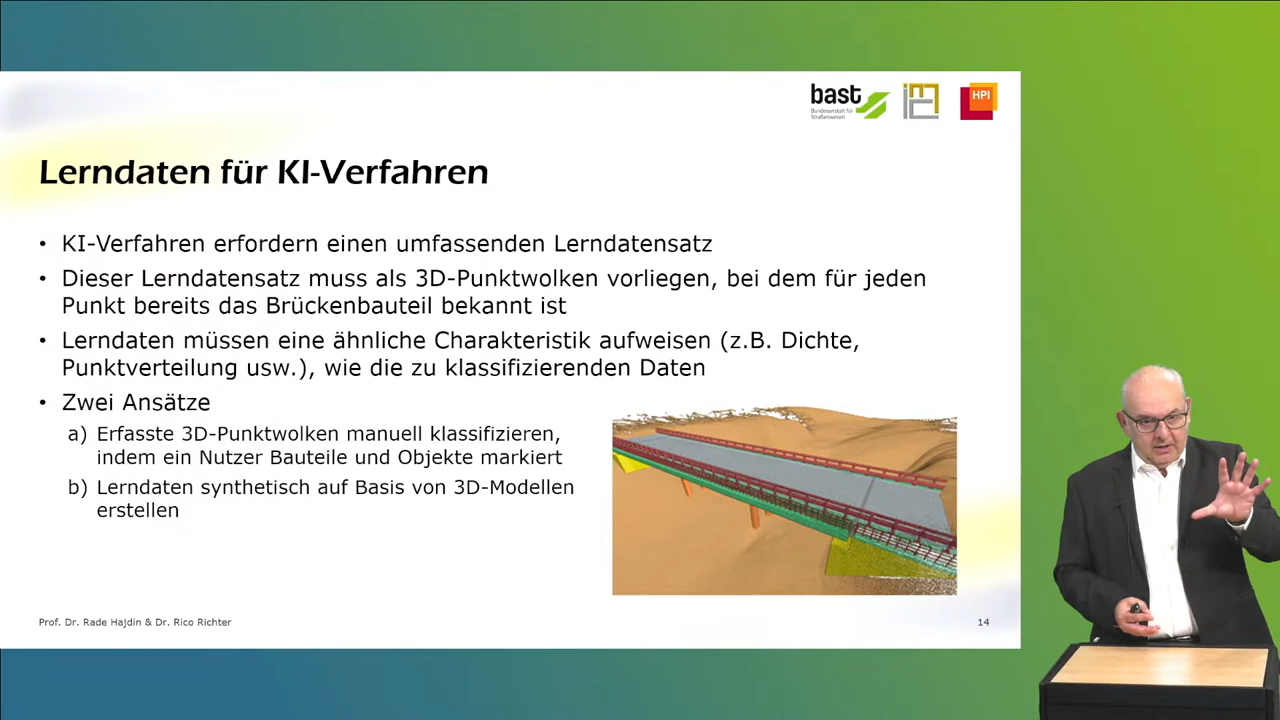 bast
Bundesanstalt für
Straßenwesen
HPI
Lerndaten für KI-Verfahren
• KI-Verfahren erfordern einen umfassenden Lerndatensatz
• Dieser Lerndatensatz muss als 3D-Punktwolken vorliegen, bei dem für jeden
Punkt bereits das Brückenbauteil bekannt ist
• Lerndaten müssen eine ähnliche Charakteristik aufweisen (z.B. Dichte,
Punktverteilung usw.), wie die zu klassifizierenden Daten
• Zwei Ansätze
a) Erfasste 3D-Punktwolken manuell klassifizieren,
indem ein Nutzer Bauteile und Objekte markiert
b) Lerndaten synthetisch auf Basis von 3D-Modellen
erstellen
Prof. Dr. Rade Hajdin & Dr. Rico Richter
14